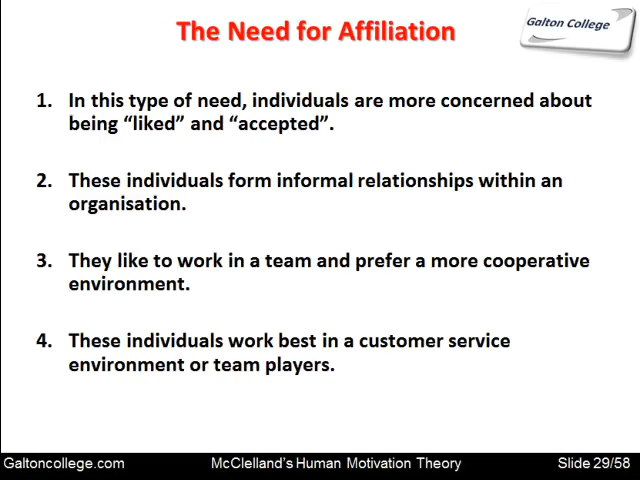 The Need for Affiliation
Galton College
1. In this type of need, individuals are more concerned about
being “liked” and “accepted”.
2. These individuals form informal relationships within an
organisation.
3. They like to work in a team and prefer a more cooperative
environment.
4. These individuals work best in a customer service
environment or team players.
Galtoncollege.com McClelland’s Human Motivation Theory Slide 29/58